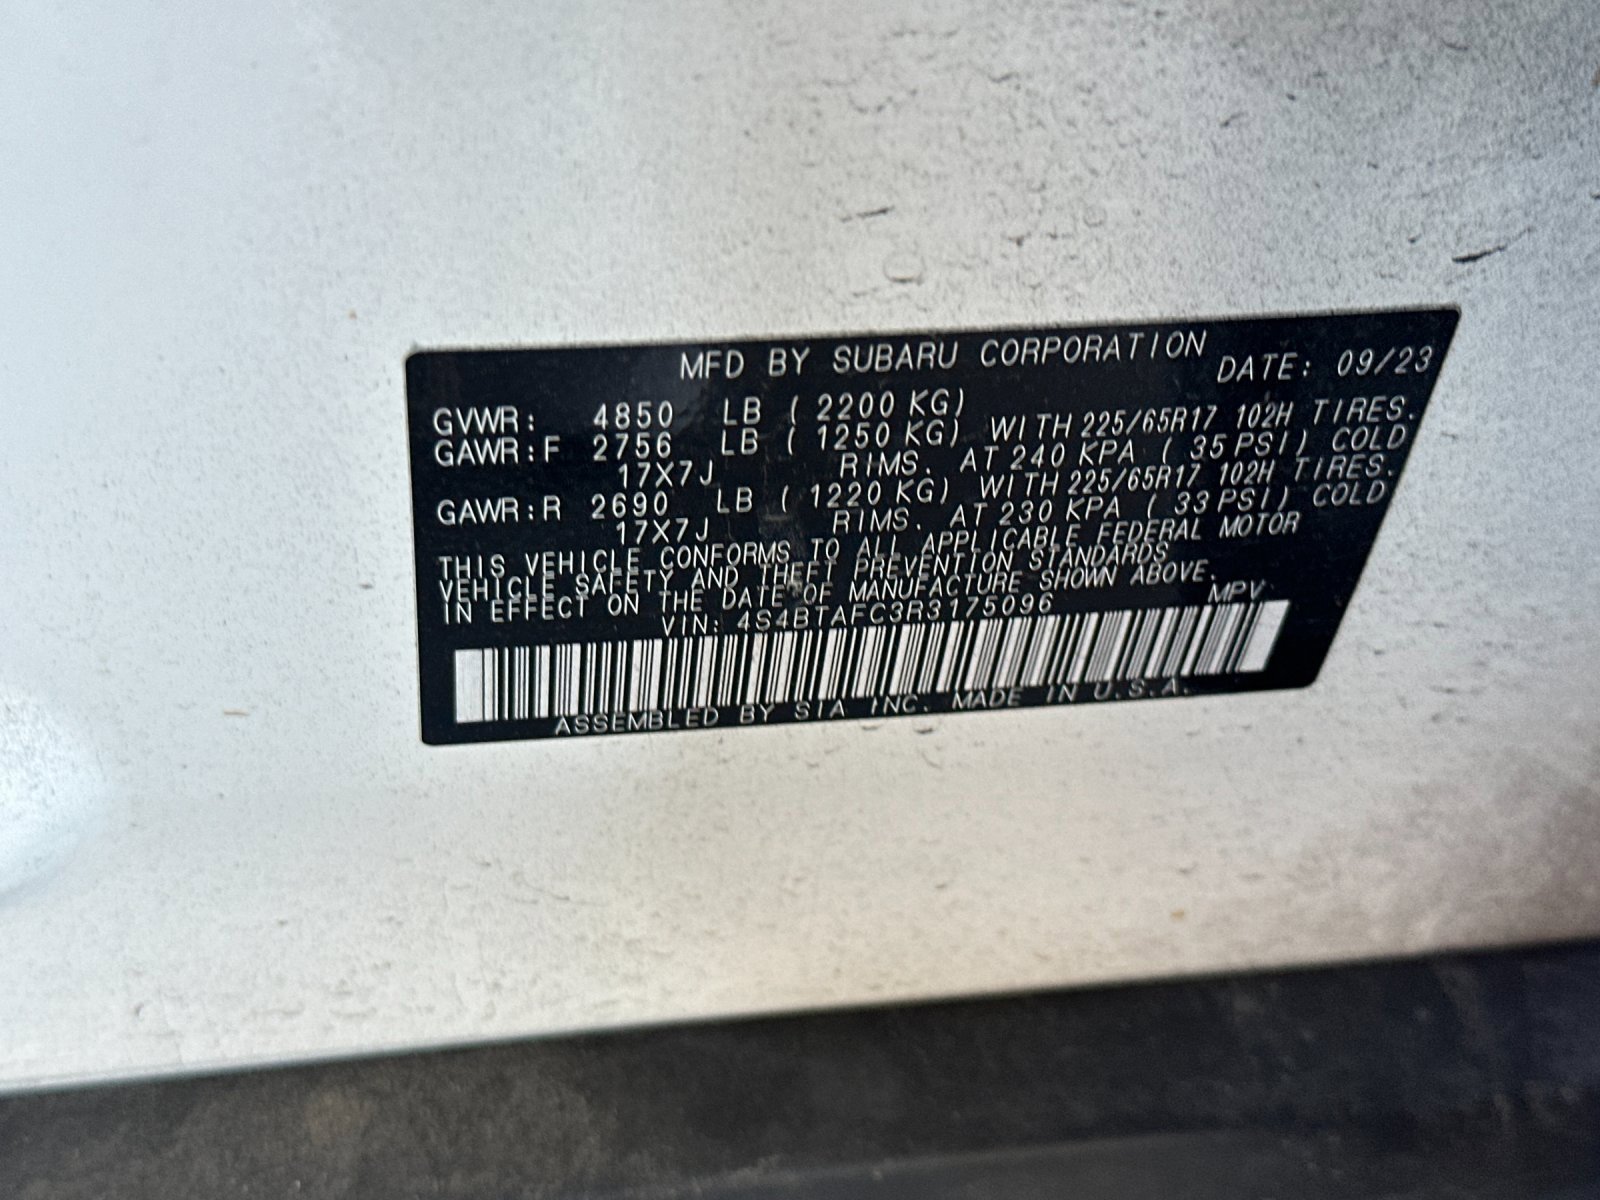 MFD BY SUBARU CORPORATION DATE: 09/23
GVWR: 4850 LB ( 2200 KG)
GAWR:F 2756 LB ( 1250 KG) WITH 225/65R17 102H TIRES.
17X7J RIMS. AT 240 KPA ( 35 PSI) COLD
GAWR:R 2690 LB ( 1220 KG) WITH 225/65R17 102H TIRES.
17X7J RIMS. AT 230 KPA ( 33 PSI) COLD
THIS VEHICLE CONFORMS TO ALL APPLICABLE FEDERAL MOTOR
VEHICLE SAFETY AND THEFT PREVENTION STANDARDS
IN EFFECT ON THE DATE OF MANUFACTURE SHOWN ABOVE.
VIN: 4S4BTAFC3R3175096 MPV
ASSEMBLED BY SIA INC. MADE IN U.S.A.